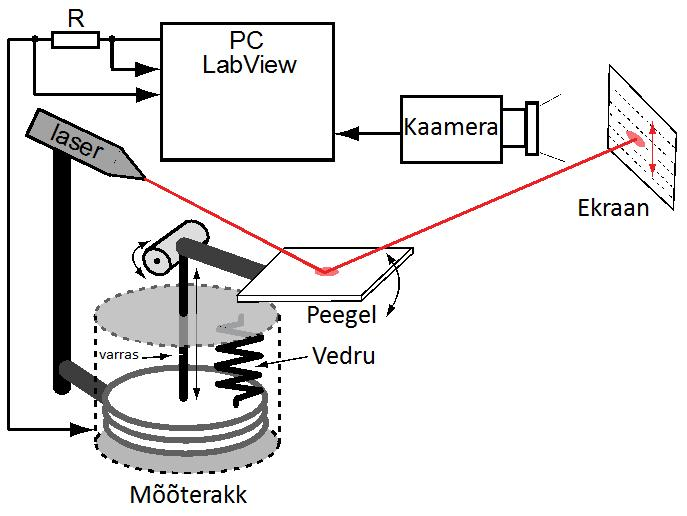 R
PC
LabView
Kaamera
laser
Ekraan
Peegel
varras
Vedru
Mõõterakk